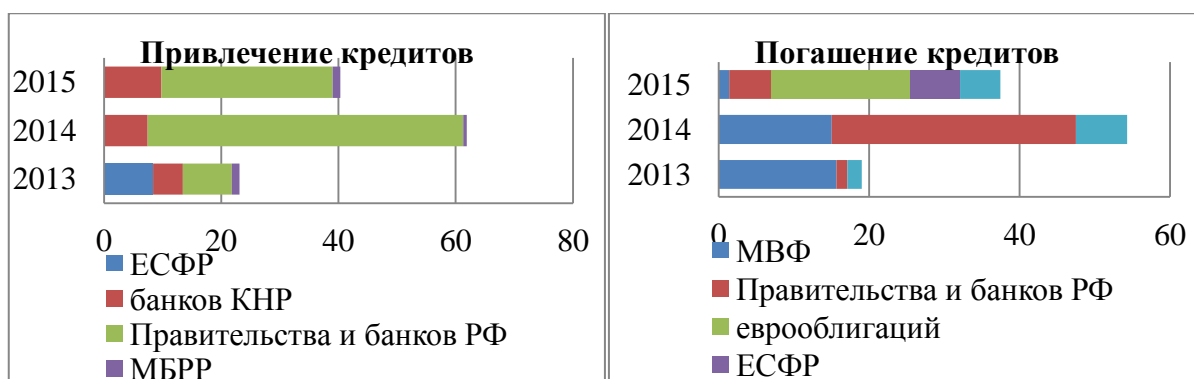 Привлечение кредитов
2015
2014
2013
0 20 40 60 80
ЕСФР
банков КНР
Правительства и банков РФ
МБРР
Погашение кредитов
2015
2014
2013
0 20 40 60
МВФ
Правительства и банков РФ
еврооблигаций
ЕСФР